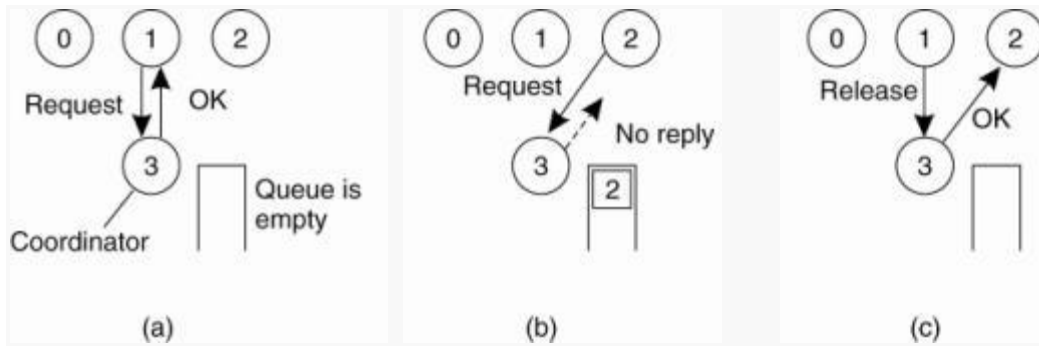 0 1 2
Request OK
3
Queue is
empty
Coordinator
(a)
0 1 2
Request
No reply
3
2
(b)
0 1 2
Release
OK
3
(c)